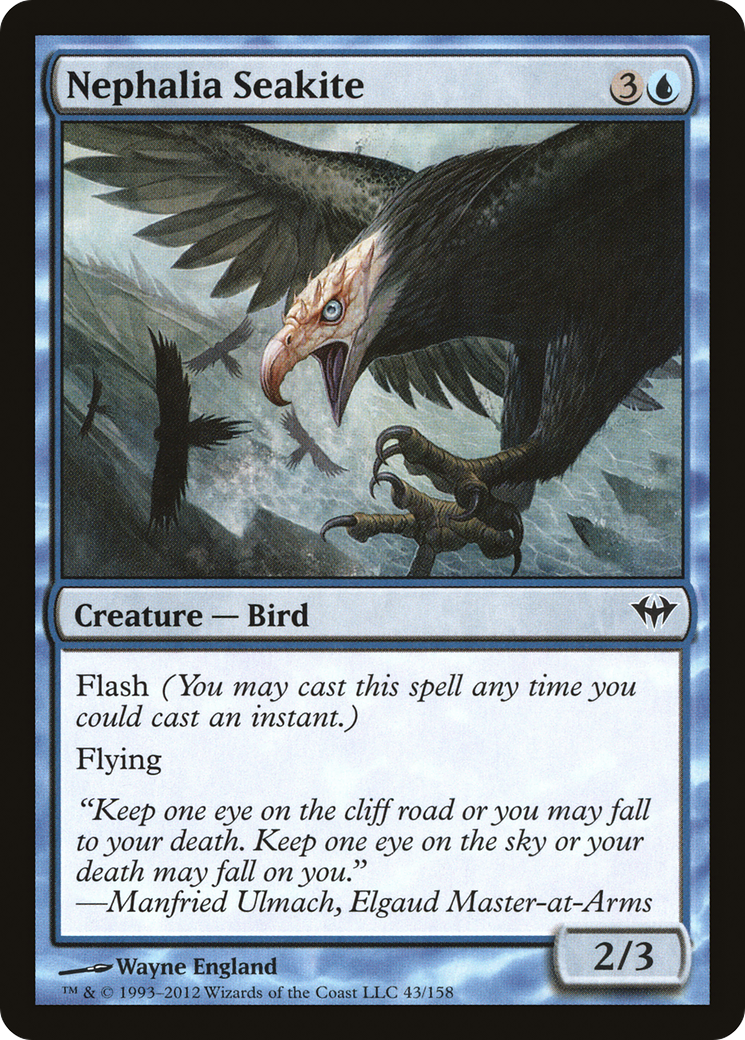 Nephalia Seakite
3
Creature — Bird
Flash (You may cast this spell any time you
could cast an instant.)
Flying
“Keep one eye on the cliff road or you may fall
to your death. Keep one eye on the sky or your
death may fall on you.”
—Manfried Ulmach, Elgaud Master-at-Arms
2/3
Wayne England
™ & © 1993–2012 Wizards of the Coast LLC 43/158